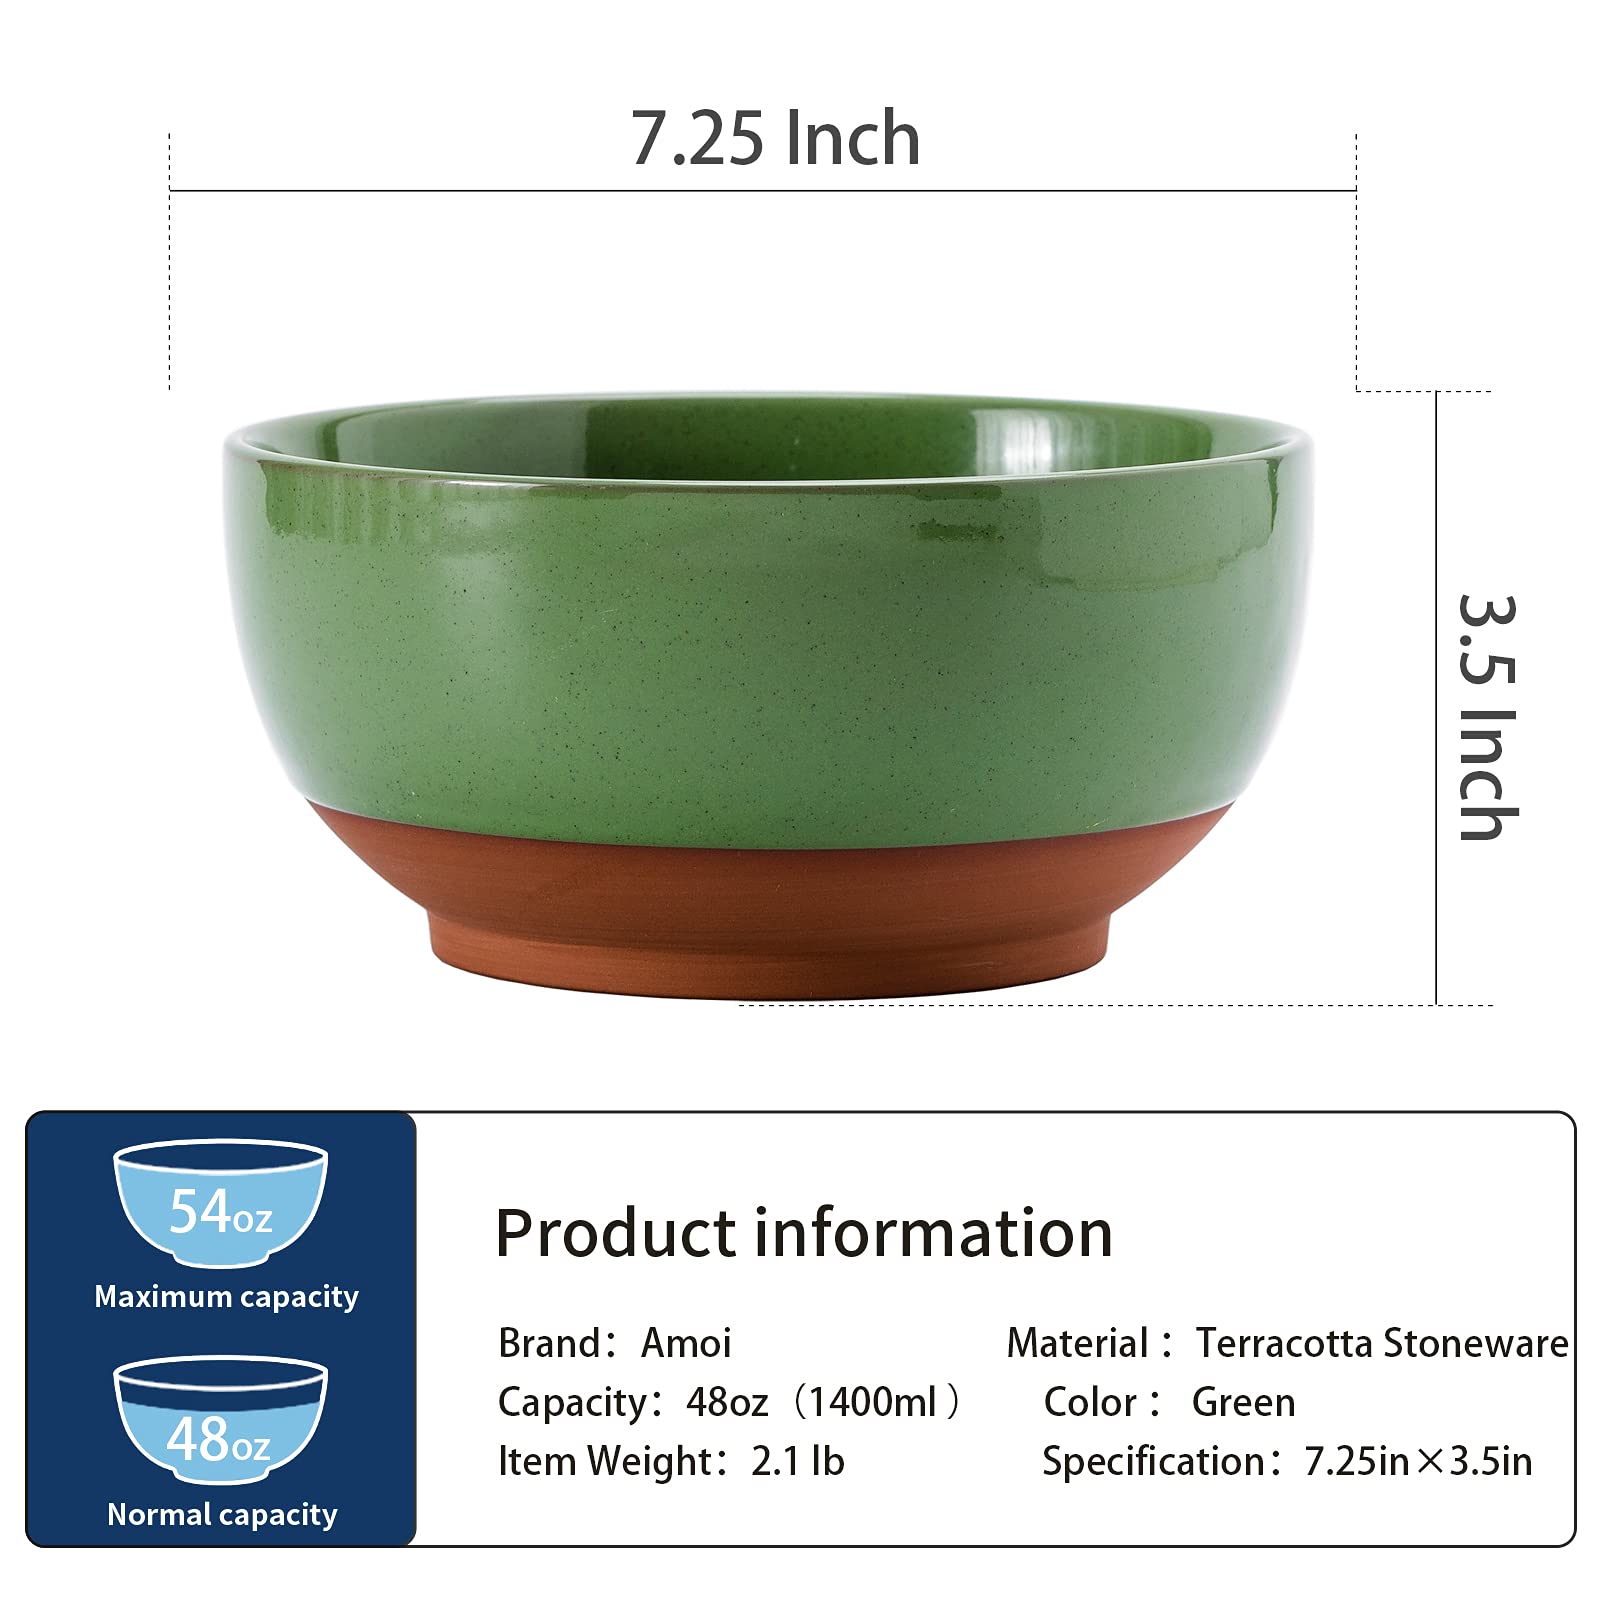 7.25 Inch
3.5 Inch
54oz
Maximum capacity
48oz
Normal capacity
Product information
Brand：Amoi
Material：Terracotta Stoneware
Capacity：48oz（1400ml）
Color：Green
Item Weight：2.1 lb
Specification：7.25in×3.5in